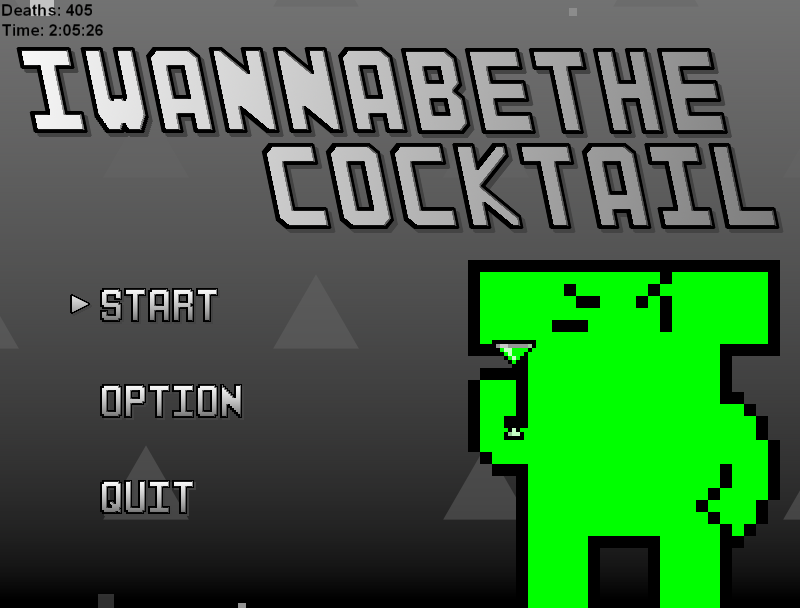 Deaths: 405
Time: 2:05:26
IWANNABETHE
COCKTAIL
START
OPTION
QUIT